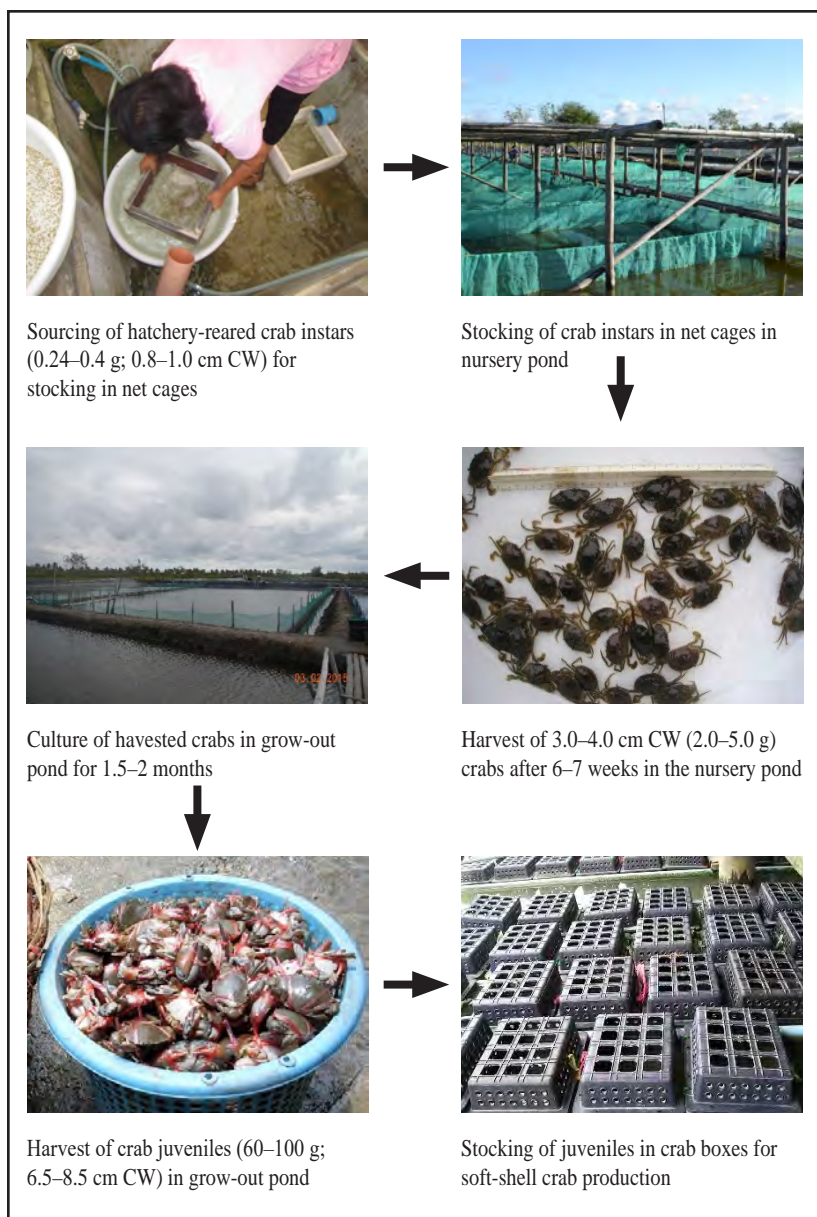 Sourcing of hatchery-reared crab instars
(0.24–0.4 g; 0.8–1.0 cm CW) for
stocking in net cages
Stocking of crab instars in net cages in
nursery pond
03.02.2015
Culture of havested crabs in grow-out
pond for 1.5–2 months
Harvest of 3.0–4.0 cm CW (2.0–5.0 g)
crabs after 6–7 weeks in the nursery pond
Harvest of crab juveniles (60–100 g;
6.5–8.5 cm CW) in grow-out pond
Stocking of juveniles in crab boxes for
soft-shell crab production